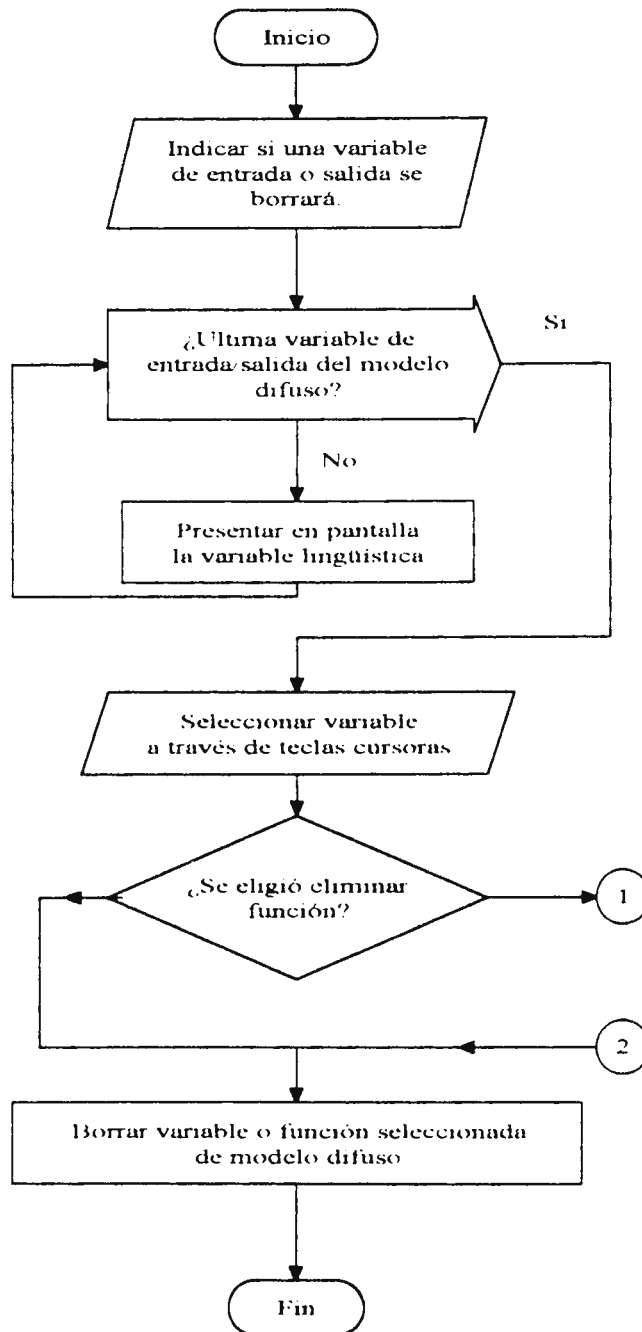 Inicio
Indicar si una variable
de entrada o salida se
borrará.
¿Ultima variable de
entrada/salida del modelo
difuso?
Si
No
Presentar en pantalla
la variable lingüística
Seleccionar variable
a través de teclas cursoras
¿Se eligió eliminar
función?
1
2
Borrar variable o función seleccionada
de modelo difuso
Fin